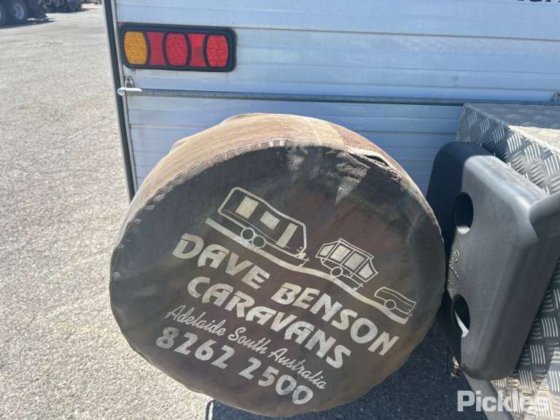 DAVE BENSON
CARAVANS
Adelaide South Australia
8262 2500
Pickles